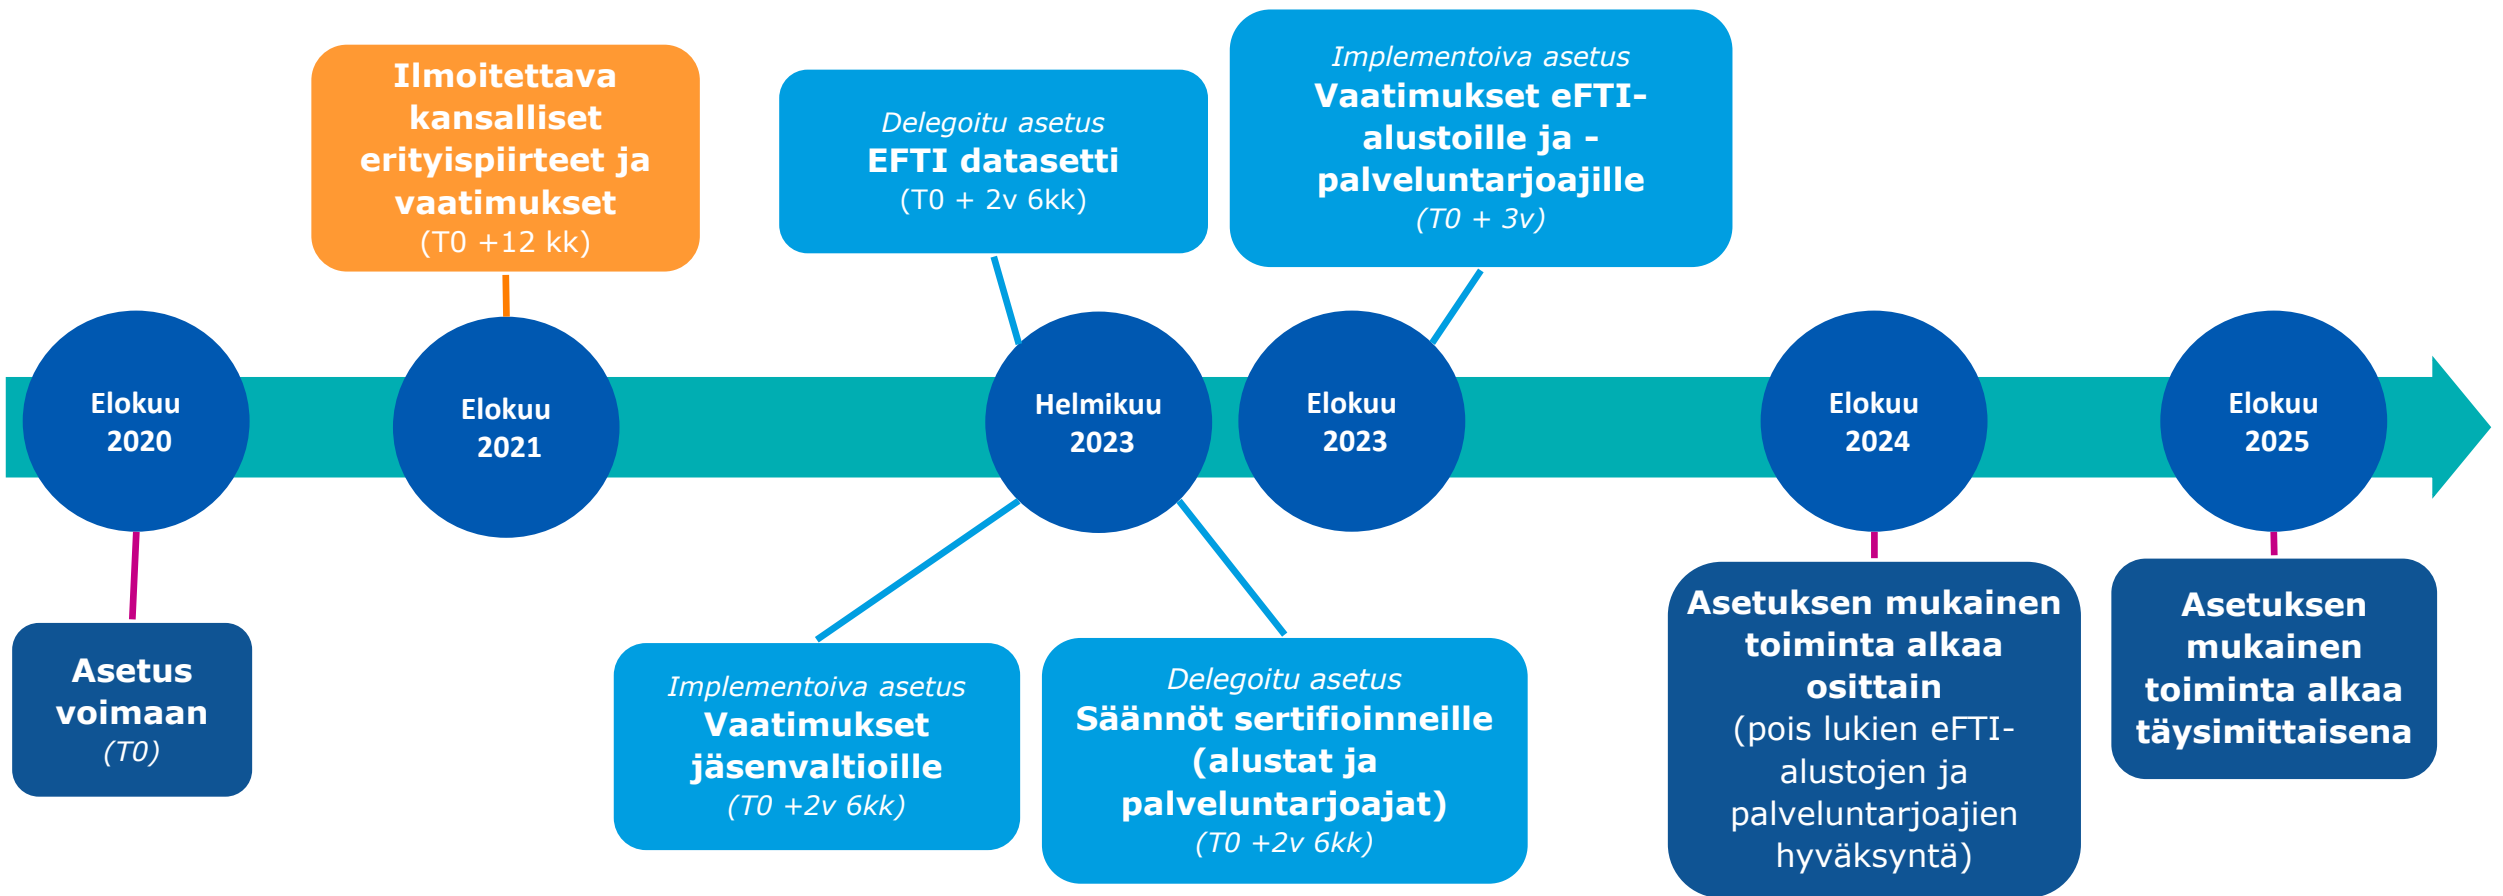 Ilmoitettava
kansalliset
erityispiirteet ja
vaatimukset
(T0 +12 kk)
Delegoitu asetus
EFTI datasetti
(T0 + 2v 6kk)
Implementoiva asetus
Vaatimukset eFTI-
alustoille ja -
palveluntarjoajille
(T0 + 3v)
Elokuu
2020
Elokuu
2021
Helmikuu
2023
Elokuu
2023
Elokuu
2024
Elokuu
2025
Asetus
voimaan
(T0)
Implementoiva asetus
Vaatimukset
jäsenvaltioille
(T0 +2v 6kk)
Delegoitu asetus
Säännöt sertifioinneille
(alustat ja
palveluntarjoajat)
(T0 +2v 6kk)
Asetuksen mukainen
toiminta alkaa
osittain
(pois lukien eFTI-
alustojen ja
palveluntarjoajien
hyväksyntä)
Asetuksen
mukainen
toiminta alkaa
täysimittaisena